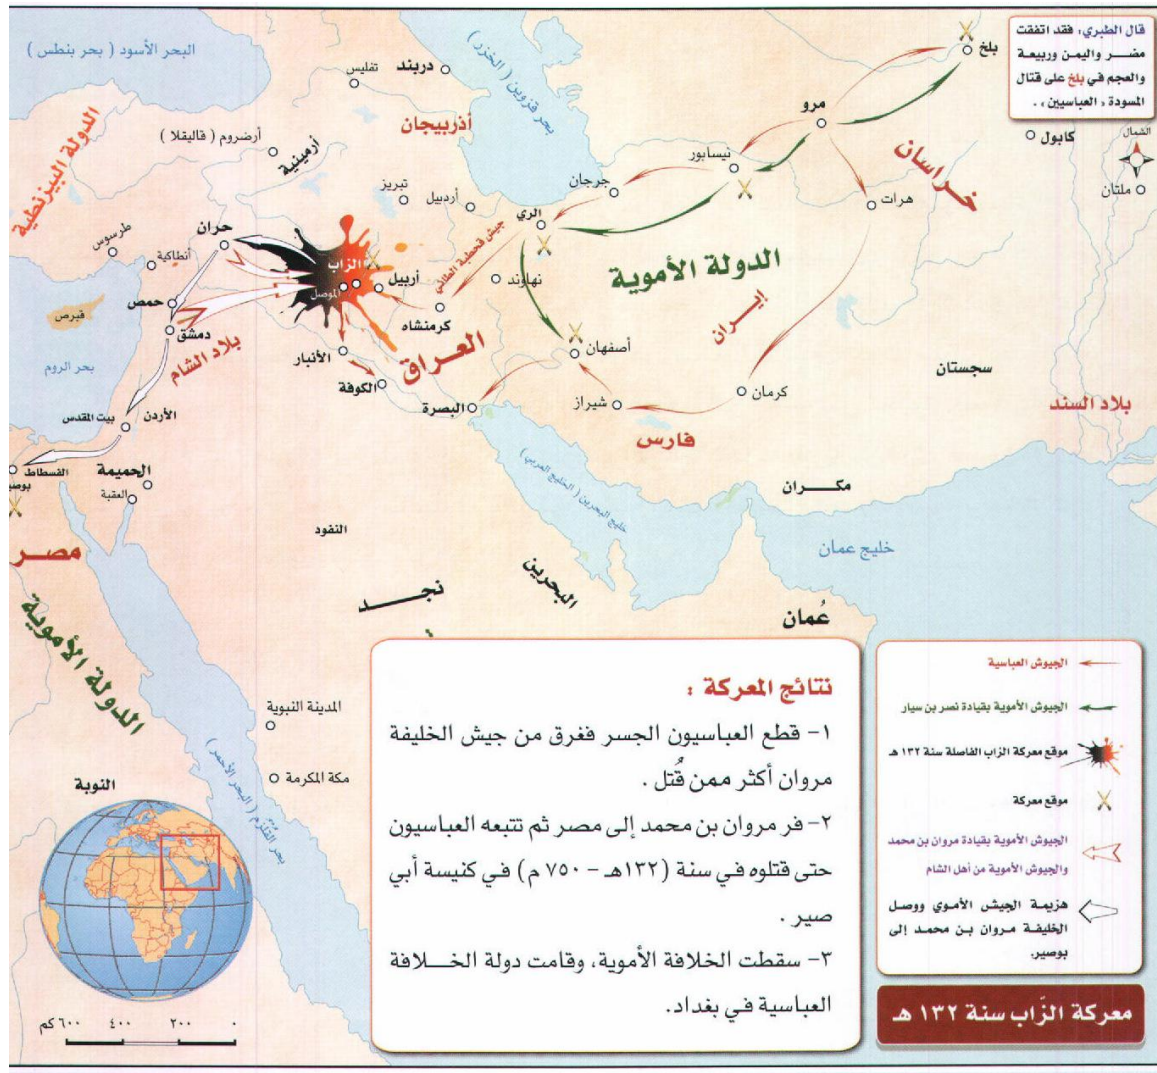 قال الطبري، فقد اتفقت
مضر واليمن وربيعة
والعجم في بلخ على قتال
المسودة «العباسيين».
البحر الأسود ( بحر بنطس )
دربند
تفليس
بحر قزوين ( الخزر )
بلخ
مرو
كابول
الشمال
ملتان
الدولة البيزنطية
أرضروم ( قاليقلا )
أرمينية
أذربيجان
نيسابور
خراسان
جرجان
هرات
تبريز
أردبيل
الري
جيش قحطبة الطائي
طرسوس
أنطاكية
حران
الزاب
الموصل
أربيل
نهاوند
الدولة الأموية
إيران
قبرص
حمص
دمشق
بلاد الشام
كرمنشاه
العراق
أصفهان
بحر الروم
الأنبار
الكوفة
البصرة
شيراز
كرمان
سجستان
بلاد السند
فارس
بيت المقدس
الأردن
الفسطاط
بوصير
الحميمة
العقبة
خليج البحرين ( الخليج العربي )
مكران
خليج عمان
النفود
مصر
نجد
البحرين
عُمان
الدولة الأموية
المدينة النبوية
مكة المكرمة
بحر القلزم ( البحر الأحمر )
النوبة
٦٠٠ كم ٤٠٠ ٢٠٠ ٠
نتائج المعركة :
١- قطع العباسيون الجسر فغرق من جيش الخليفة
مروان أكثر ممن قُتل .
٢- فر مروان بن محمد إلى مصر ثم تتبعه العباسيون
حتى قتلوه في سنة (١٣٢هـ - ٧٥٠ م) في كنيسة أبي
صير .
٣- سقطت الخلافة الأموية، وقامت دولة الخلافة
العباسية في بغداد.
الجيوش العباسية
الجيوش الأموية بقيادة نصر بن سيار
موقع معركة الزاب الفاصلة سنة ١٣٢ هـ
موقع معركة
الجيوش الأموية بقيادة مروان بن محمد
والجيوش الأموية من أهل الشام
هزيمة الجيش الأموي ووصل
الخليفة مروان بن محمد إلى
بوصير.
معركة الزّاب سنة ١٣٢ هـ